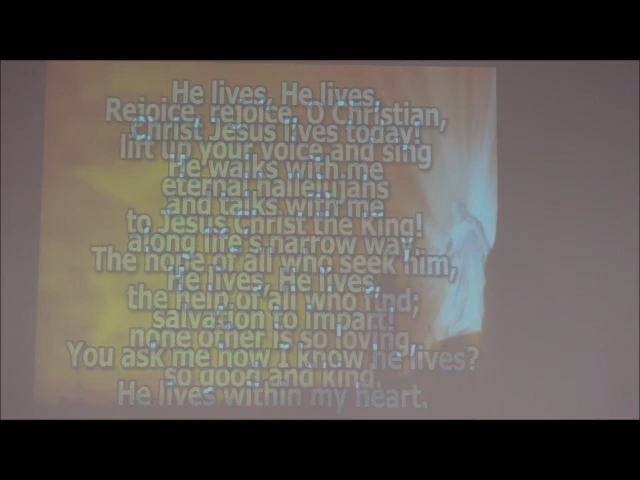 He lives, He lives,
Rejoice, rejoice, O Christian,
Christ Jesus lives today!
lift up your voice and sing
He walks with me
eternal hallelujahs
and talks with me
to Jesus Christ the King!
along life's narrow way.
The hope of all who seek him,
He lives, He lives,
the help of all who find;
salvation to impart!
none other is so loving,
You ask me how I know he lives?
so good and kind.
He lives within my heart.